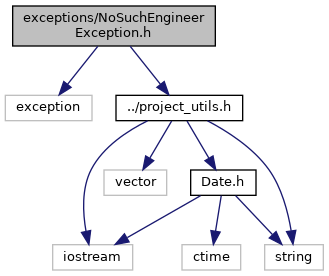 exceptions/NoSuchEngineer
Exception.h
exception
../project_utils.h
vector
Date.h
iostream
ctime
string